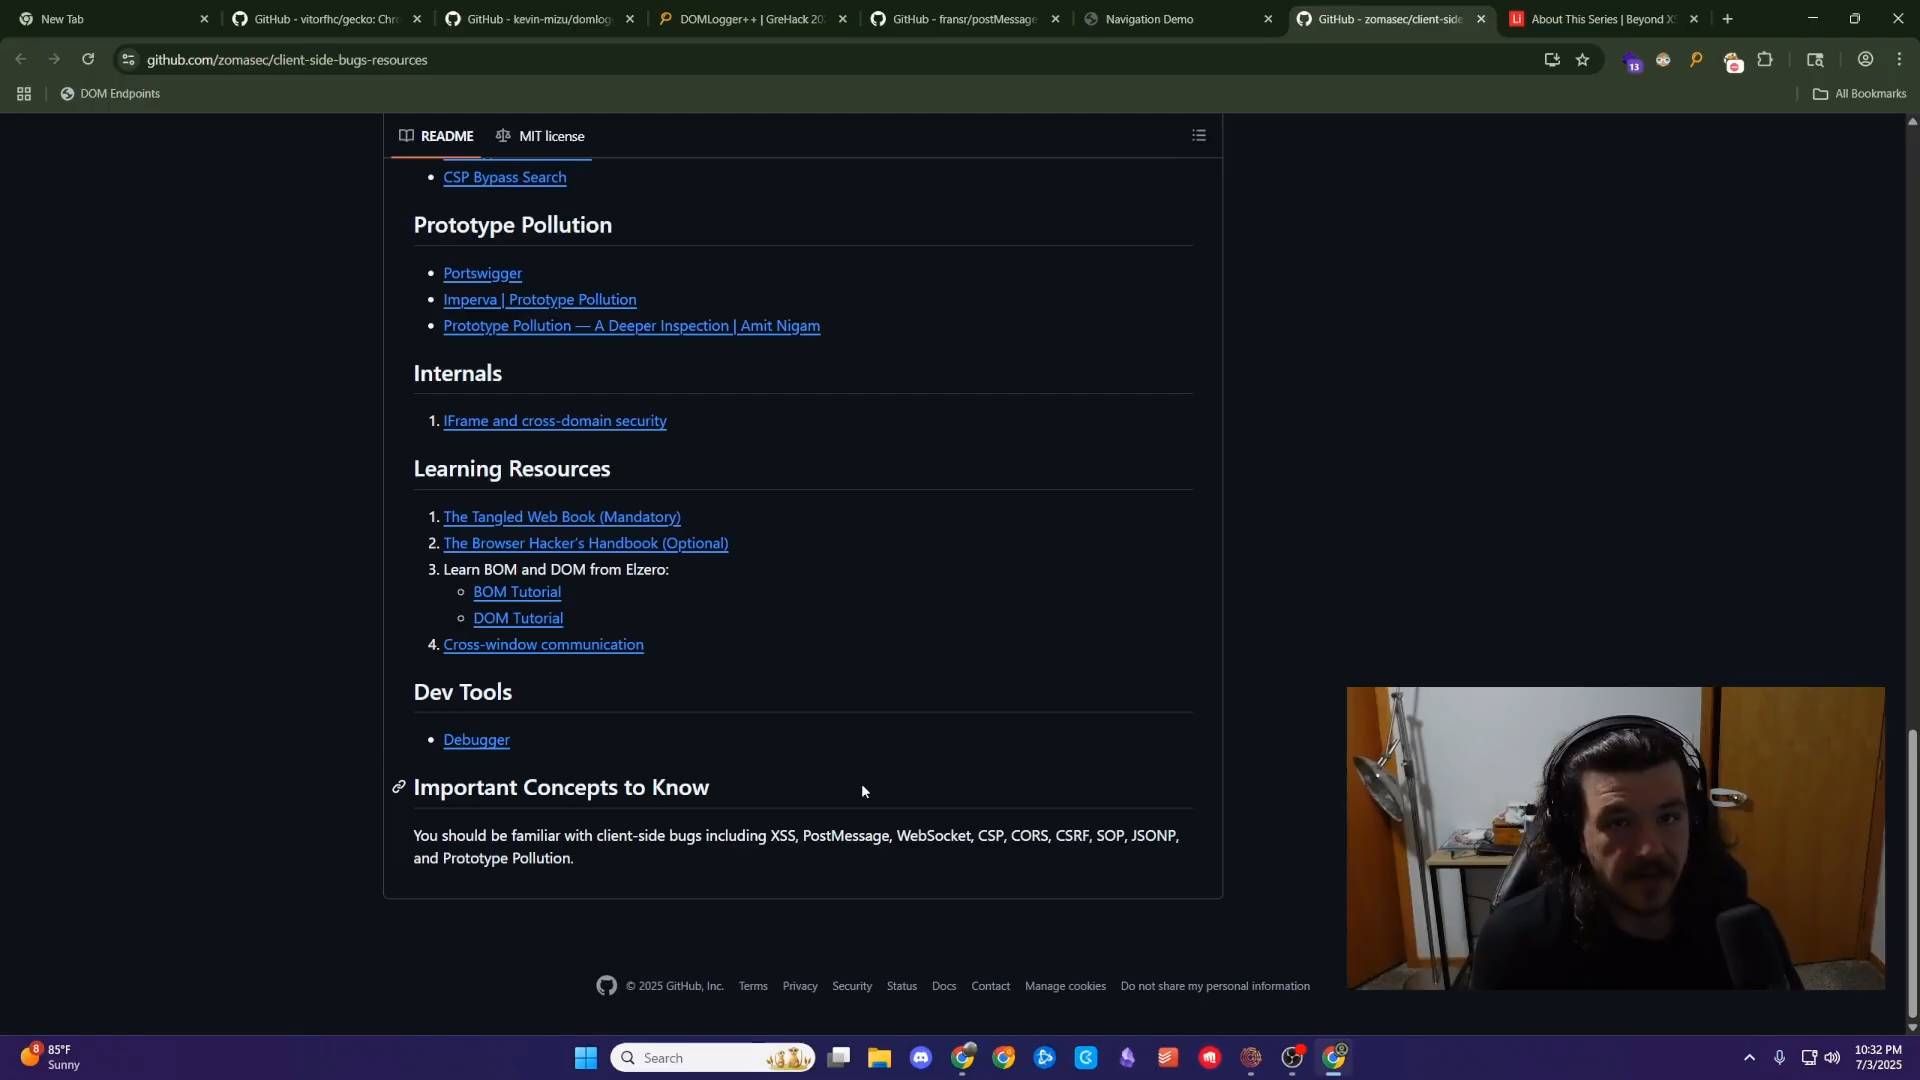 New Tab
GitHub - vitorfhc/gecko: Chr
GitHub - kevin-mizu/domlog
DOMLogger++ | GreHack 20
GitHub - fransr/postMessage
Navigation Demo
GitHub - zomasec/client-side
Li
About This Series | Beyond XS
github.com/zomasec/client-side-bugs-resources
13
DOM Endpoints
All Bookmarks
README
MIT license
CSP Bypass Search
Prototype Pollution
Portswigger
Imperva | Prototype Pollution
Prototype Pollution — A Deeper Inspection | Amit Nigam
Internals
1. IFrame and cross-domain security
Learning Resources
1. The Tangled Web Book (Mandatory)
2. The Browser Hacker's Handbook (Optional)
3. Learn BOM and DOM from Elzero:
BOM Tutorial
DOM Tutorial
4. Cross-window communication
Dev Tools
Debugger
Important Concepts to Know
You should be familiar with client-side bugs including XSS, PostMessage, WebSocket, CSP, CORS, CSRF, SOP, JSONP,
and Prototype Pollution.
© 2025 GitHub, Inc. Terms Privacy Security Status Docs Contact Manage cookies Do not share my personal information
8
85°F
Sunny
Search
10:32 PM
7/3/2025